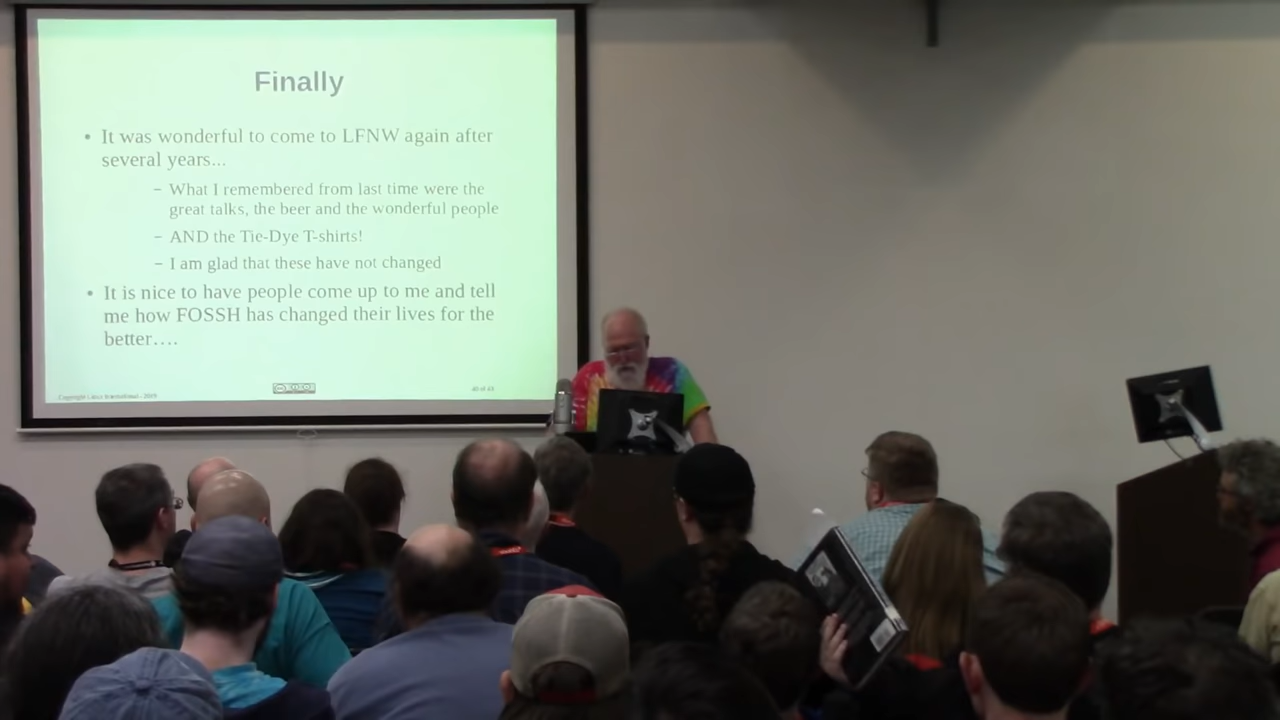 Finally
• It was wonderful to come to LFNW again after
several years...
– What I remembered from last time were the
great talks, the beer and the wonderful people
– AND the Tie-Dye T-shirts!
– I am glad that these have not changed
• It is nice to have people come up to me and tell
me how FOSSH has changed their lives for the
better….
Copyright International - 2019